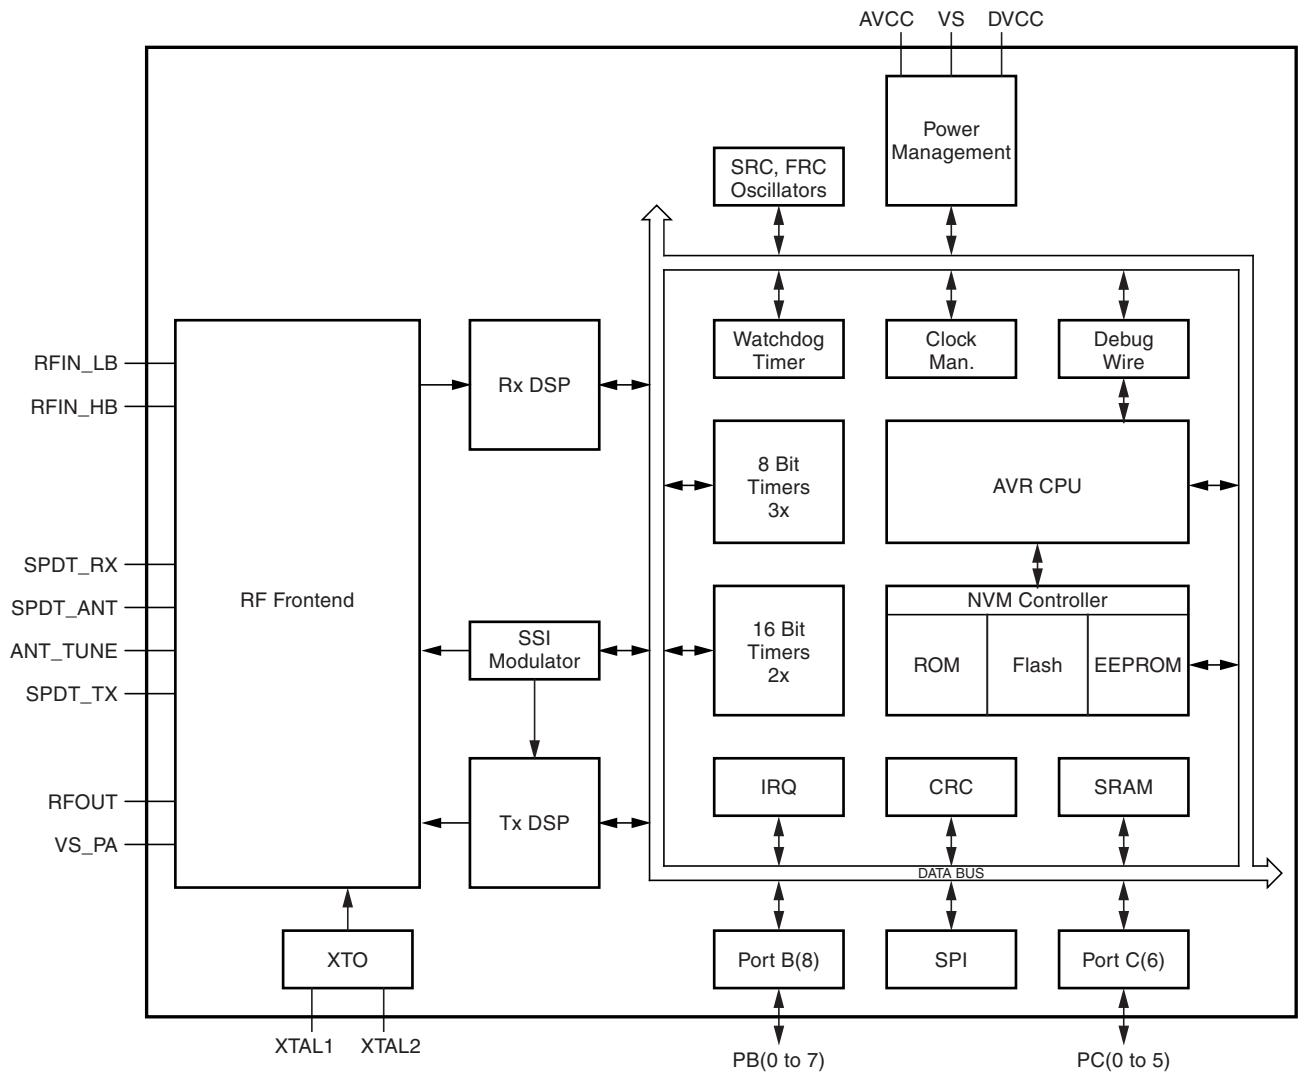 AVCC VS DVCC
Power
Management
SRC, FRC
Oscillators
Watchdog
Timer
Clock
Man.
Debug
Wire
RFIN_LB
RFIN_HB
Rx DSP
8 Bit
Timers
3x
AVR CPU
SPDT_RX
SPDT_ANT
ANT_TUNE
SPDT_TX
RF Frontend
SSI
Modulator
16 Bit
Timers
2x
NVM Controller
ROM
Flash
EEPROM
RFOUT
VS_PA
Tx DSP
IRQ
CRC
SRAM
DATA BUS
XTO
Port B(8)
SPI
Port C(6)
XTAL1 XTAL2
PB(0 to 7)
PC(0 to 5)